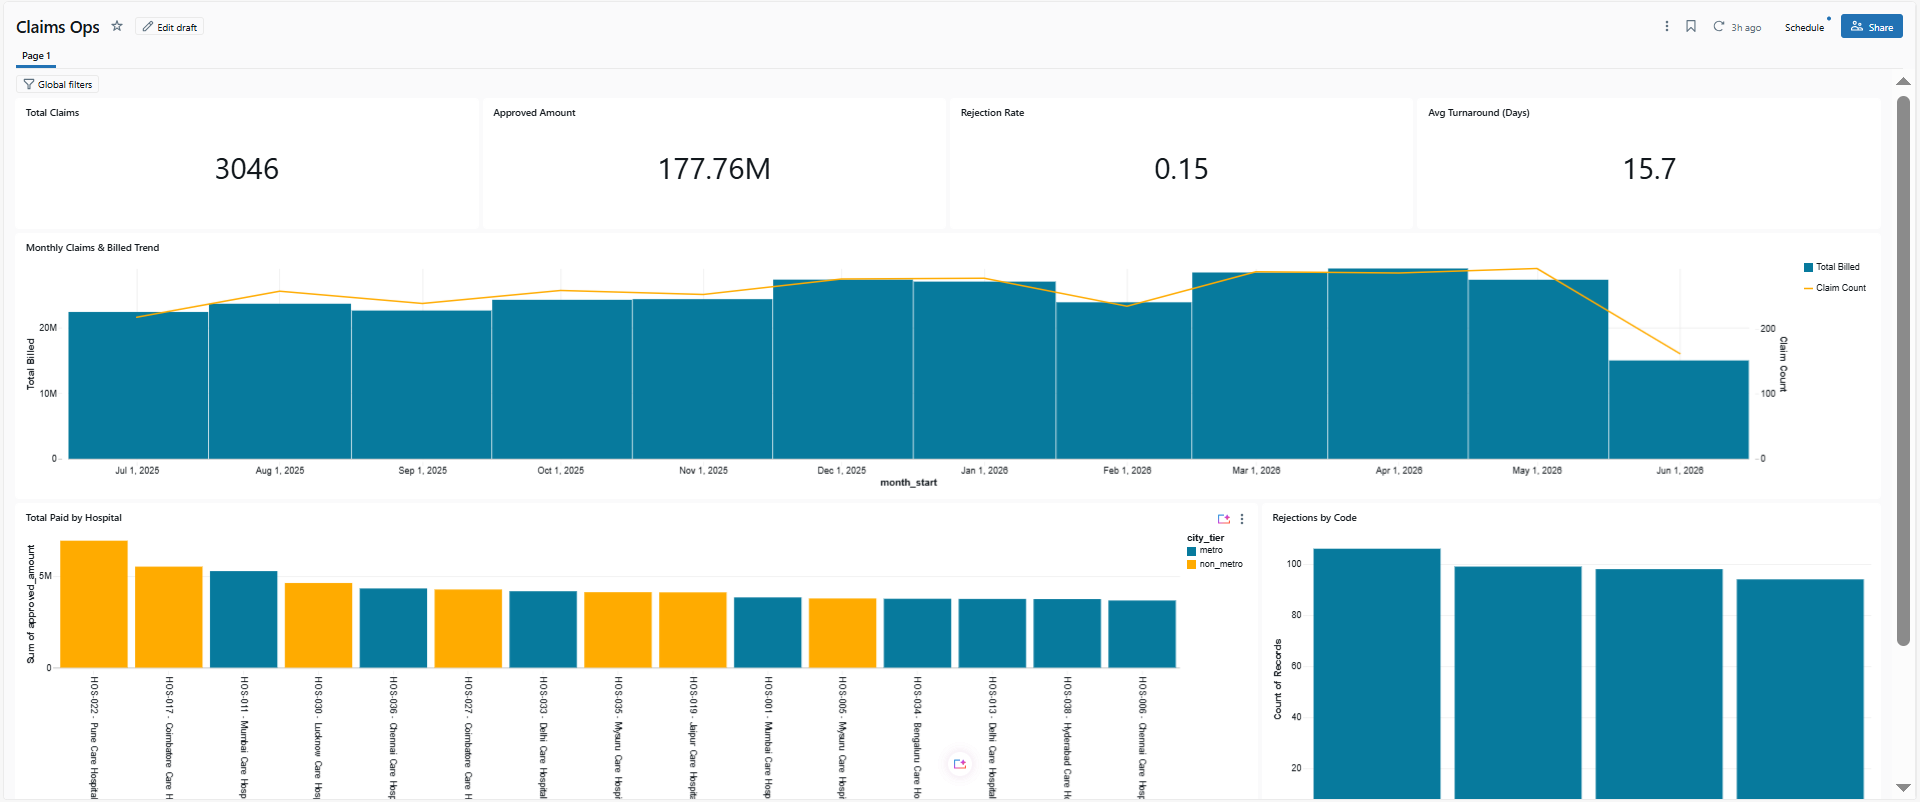 Claims Ops
Edit draft
3h ago
Schedule
Share
Page 1
Global filters
Total Claims
3046
Approved Amount
177.76M
Rejection Rate
0.15
Avg Turnaround (Days)
15.7
Monthly Claims & Billed Trend
Total Billed
20M
10M
0
200
100
0
Claim Count
Total Billed
Claim Count
Jul 1, 2025
Aug 1, 2025
Sep 1, 2025
Oct 1, 2025
Nov 1, 2025
Dec 1, 2025
Jan 1, 2026
Feb 1, 2026
Mar 1, 2026
Apr 1, 2026
May 1, 2026
Jun 1, 2026
month_start
Total Paid by Hospital
Sum of approved_amount
5M
0
city_tier
metro
non_metro
HOS-022 - Pune Care Hospital
HOS-017 - Coimbatore Care H
HOS-011 - Mumbai Care Hosp
HOS-030 - Lucknow Care Hosp
HOS-036 - Chennai Care Hosp
HOS-027 - Coimbatore Care H
HOS-033 - Delhi Care Hospital
HOS-035 - Mysuru Care Hospi
HOS-019 - Jaipur Care Hospita
HOS-001 - Mumbai Care Hosp
HOS-005 - Mysuru Care Hospi
HOS-034 - Bengaluru Care Ho
HOS-013 - Delhi Care Hospital
HOS-038 - Hyderabad Care H
HOS-006 - Chennai Care Hosp
Rejections by Code
Count of Records
100
80
60
40
20